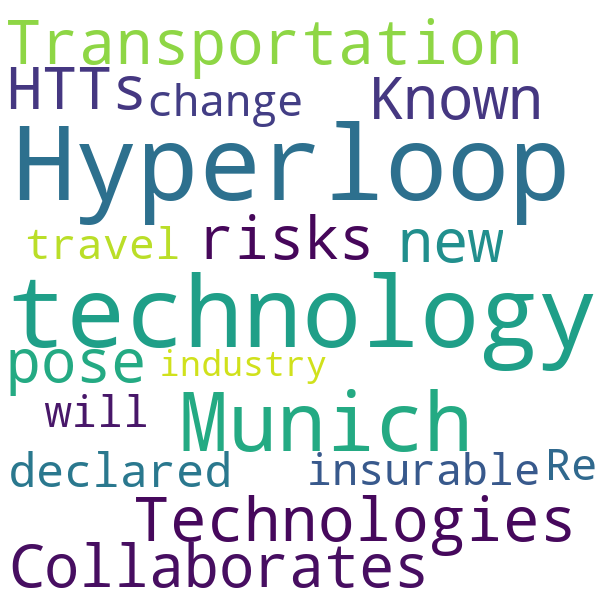 Transportation
HTTs change Known
Hyperloop
travel risks new
technology
pose industry
will Munich
declared insurable Re
Technologies
Collaborates